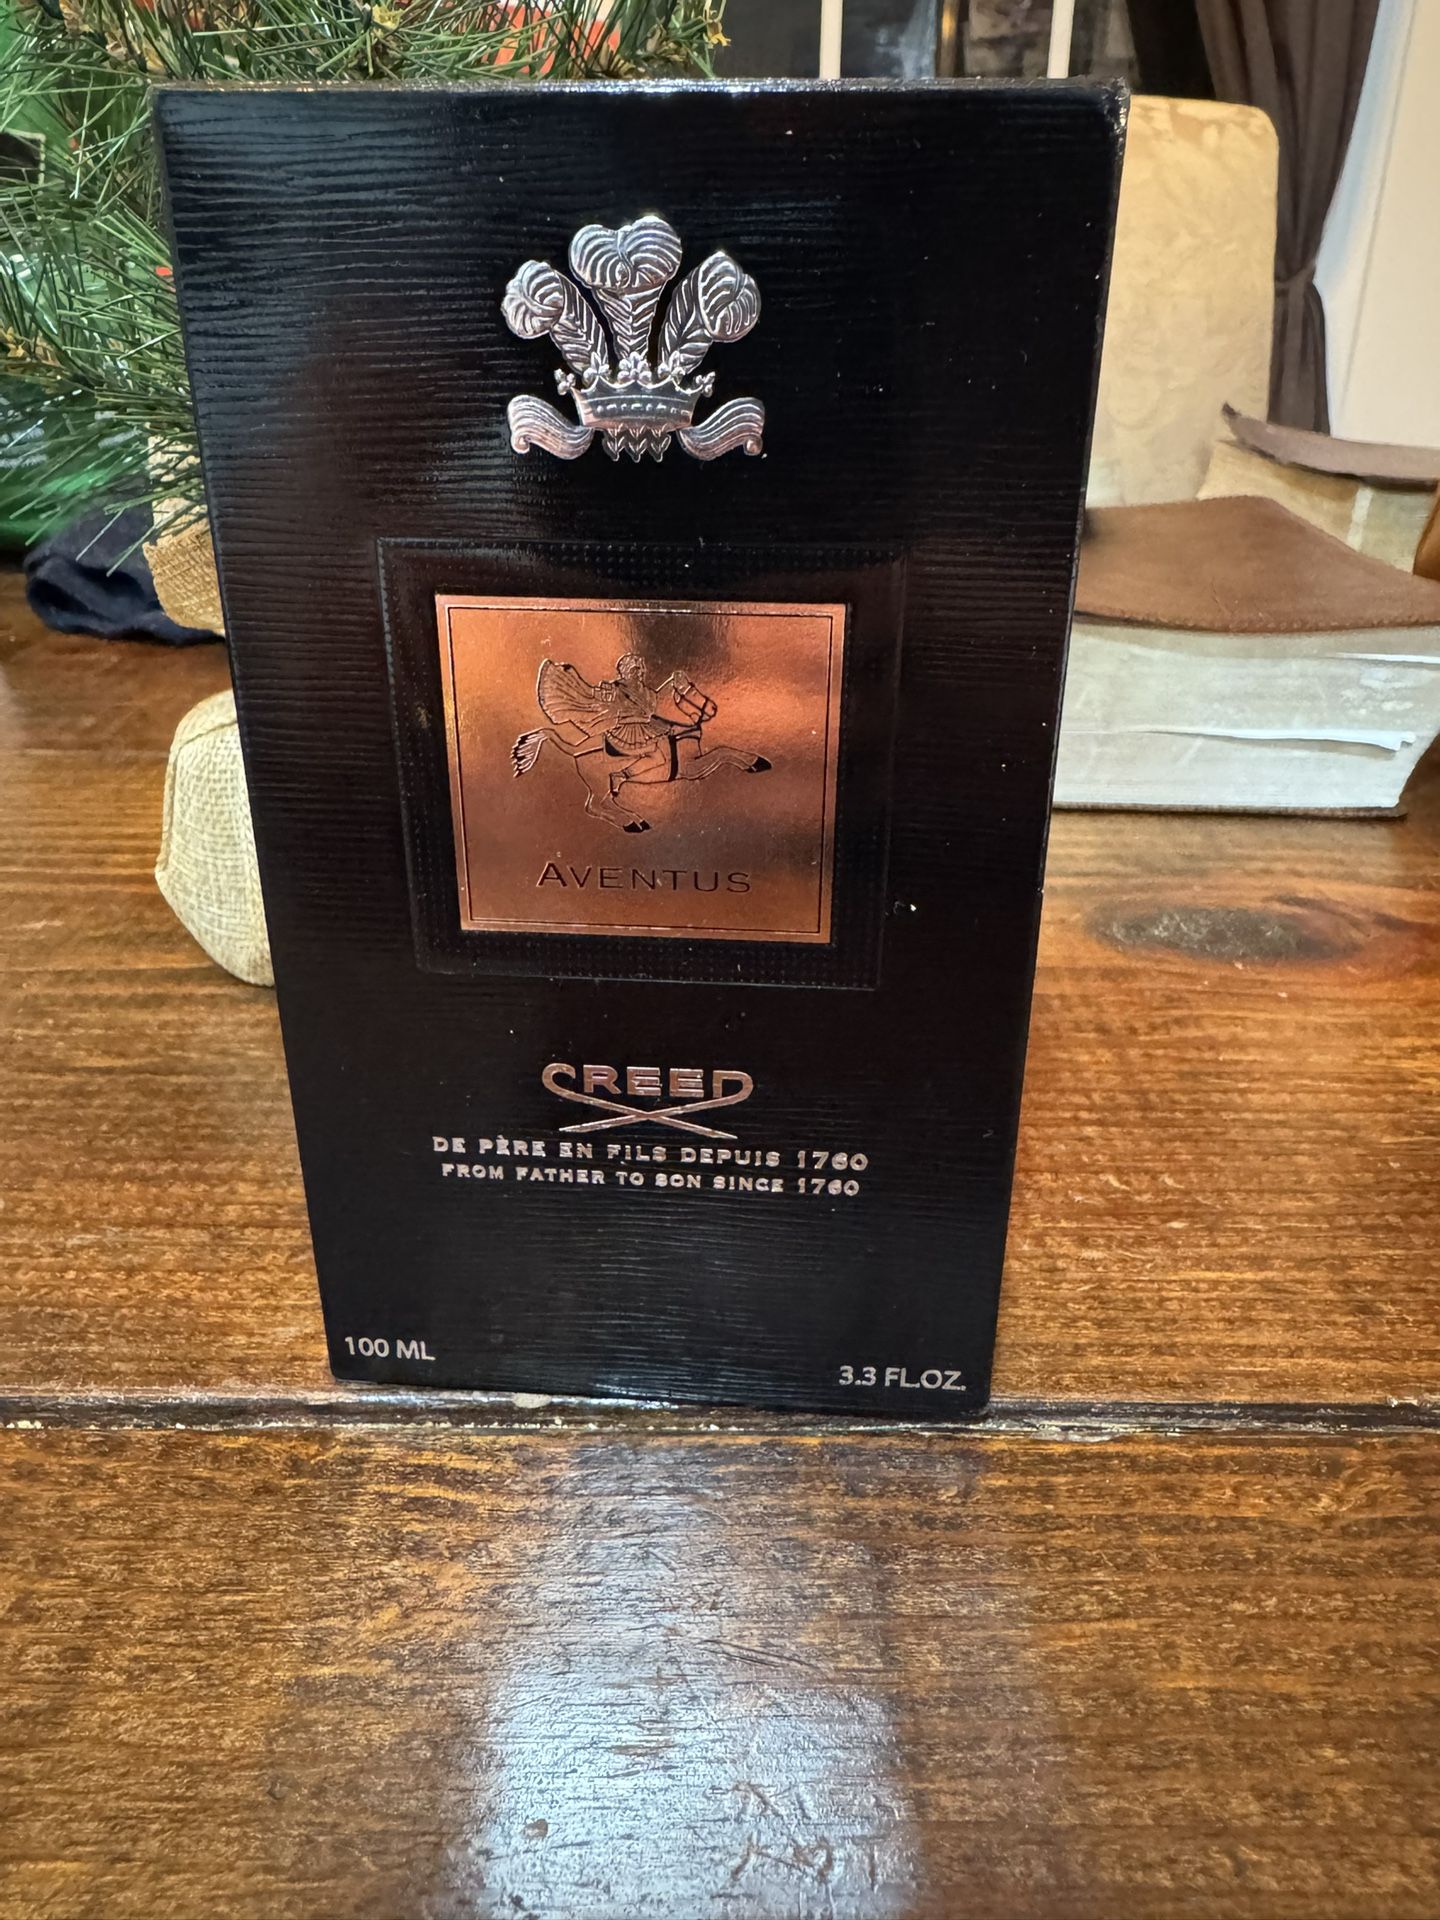 AVENTUS
CREED
DE PÈRE EN FILS DEPUIS 1760
FROM FATHER TO SON SINCE 1760
100 ML
3.3 FL.OZ.